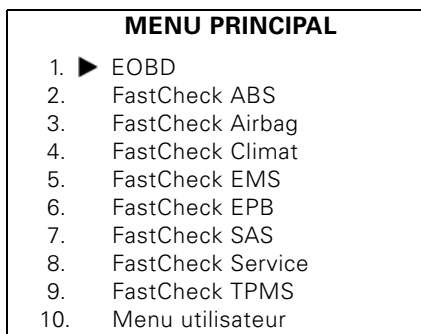 MENU PRINCIPAL
1. ▶ EOBD
2. FastCheck ABS
3. FastCheck Airbag
4. FastCheck Climat
5. FastCheck EMS
6. FastCheck EPB
7. FastCheck SAS
8. FastCheck Service
9. FastCheck TPMS
10. Menu utilisateur